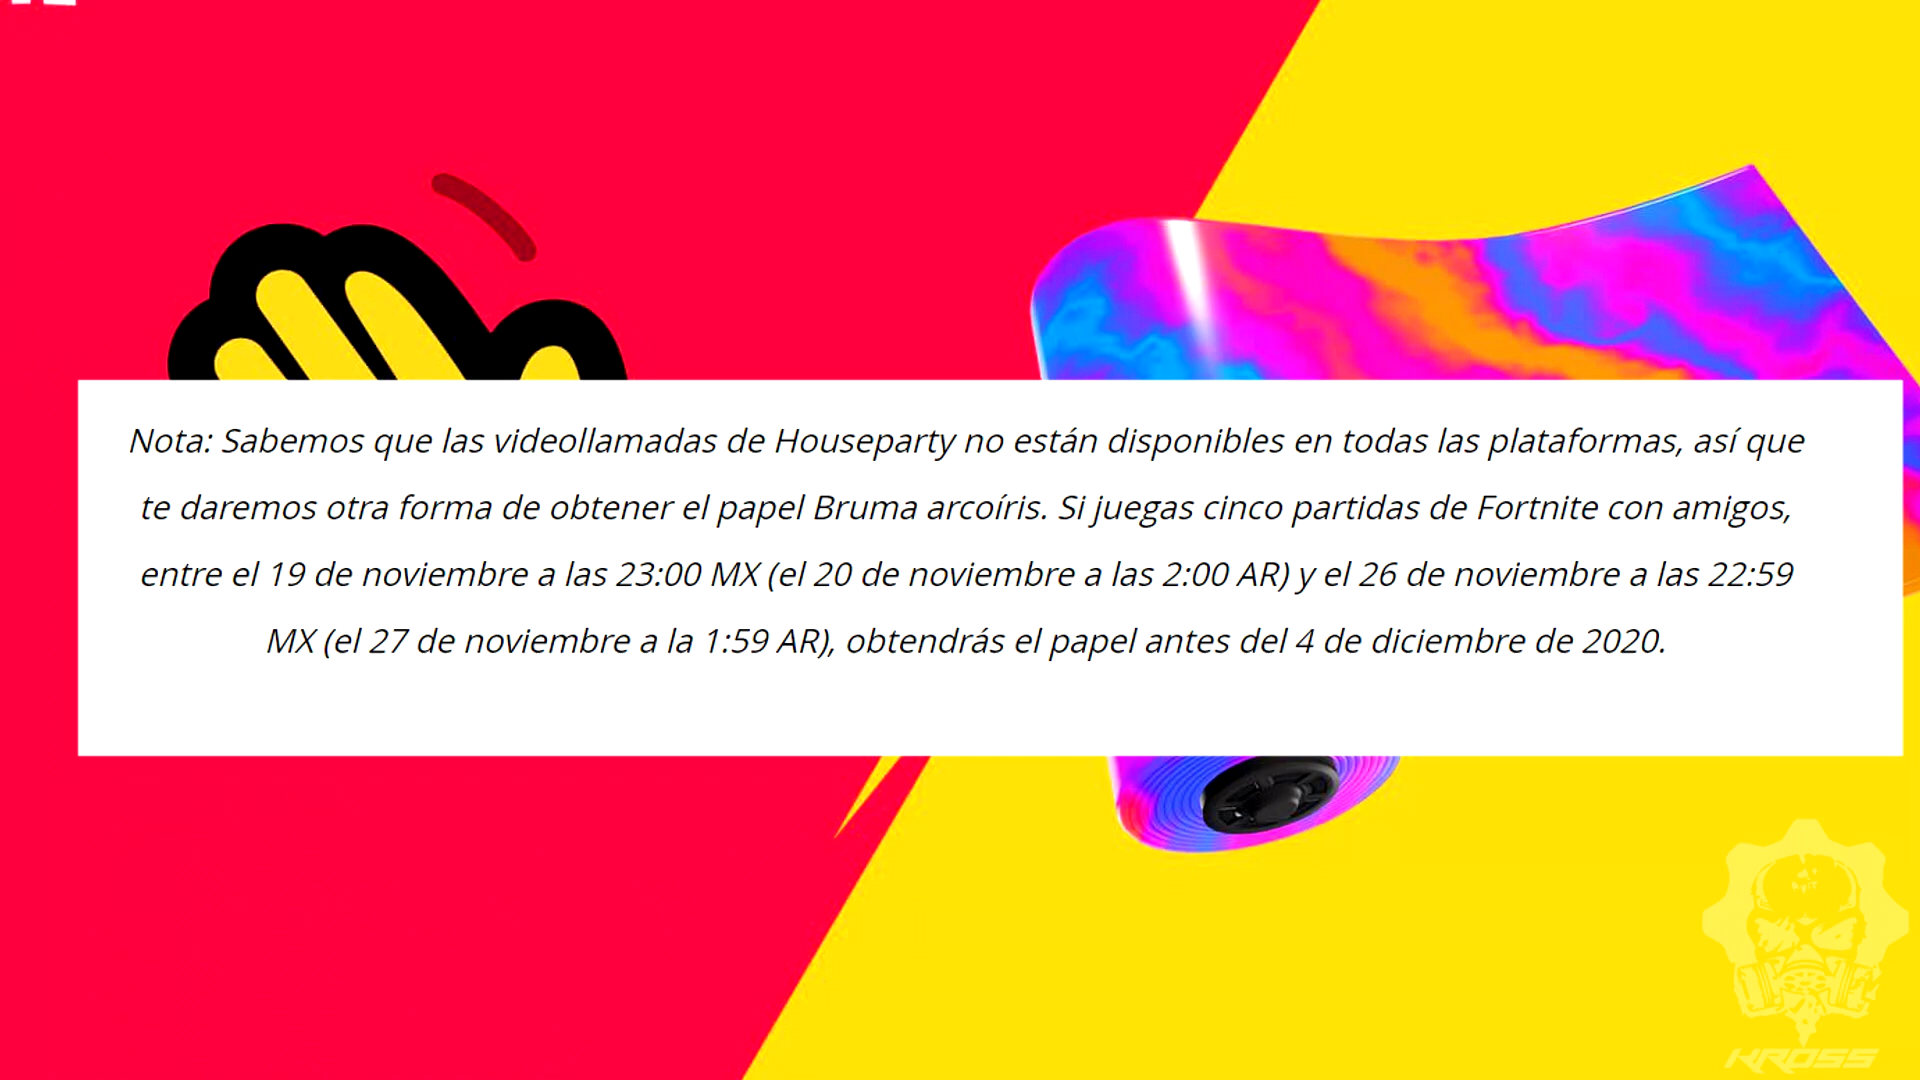 Nota: Sabemos que las videollamadas de Houseparty no están disponibles en todas las plataformas, así que
te daremos otra forma de obtener el papel Bruma arcoíris. Si juegas cinco partidas de Fortnite con amigos,
entre el 19 de noviembre a las 23:00 MX (el 20 de noviembre a las 2:00 AR) y el 26 de noviembre a las 22:59
MX (el 27 de noviembre a la 1:59 AR), obtendrás el papel antes del 4 de diciembre de 2020.
KROSS